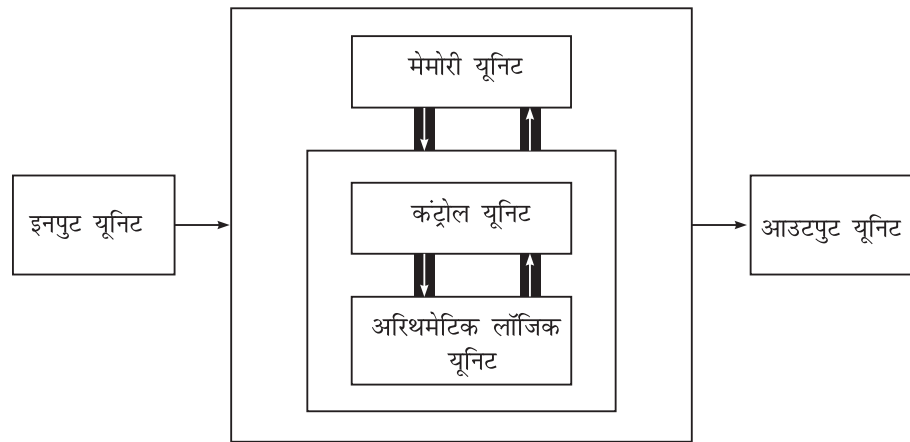 मेमोरी यूनिट
इनपुट यूनिट
कंट्रोल यूनिट
आउटपुट यूनिट
अरिथमेटिक लॉजिक
यूनिट